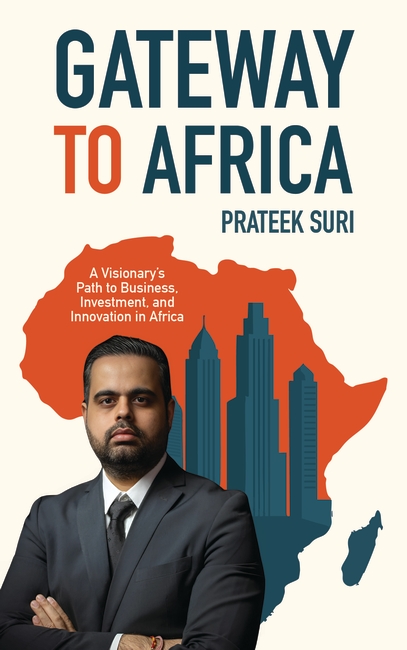 GATEWAY
TO AFRICA
PRATEEK SURI
A Visionary's
Path to Business,
Investment, and
Innovation in Africa